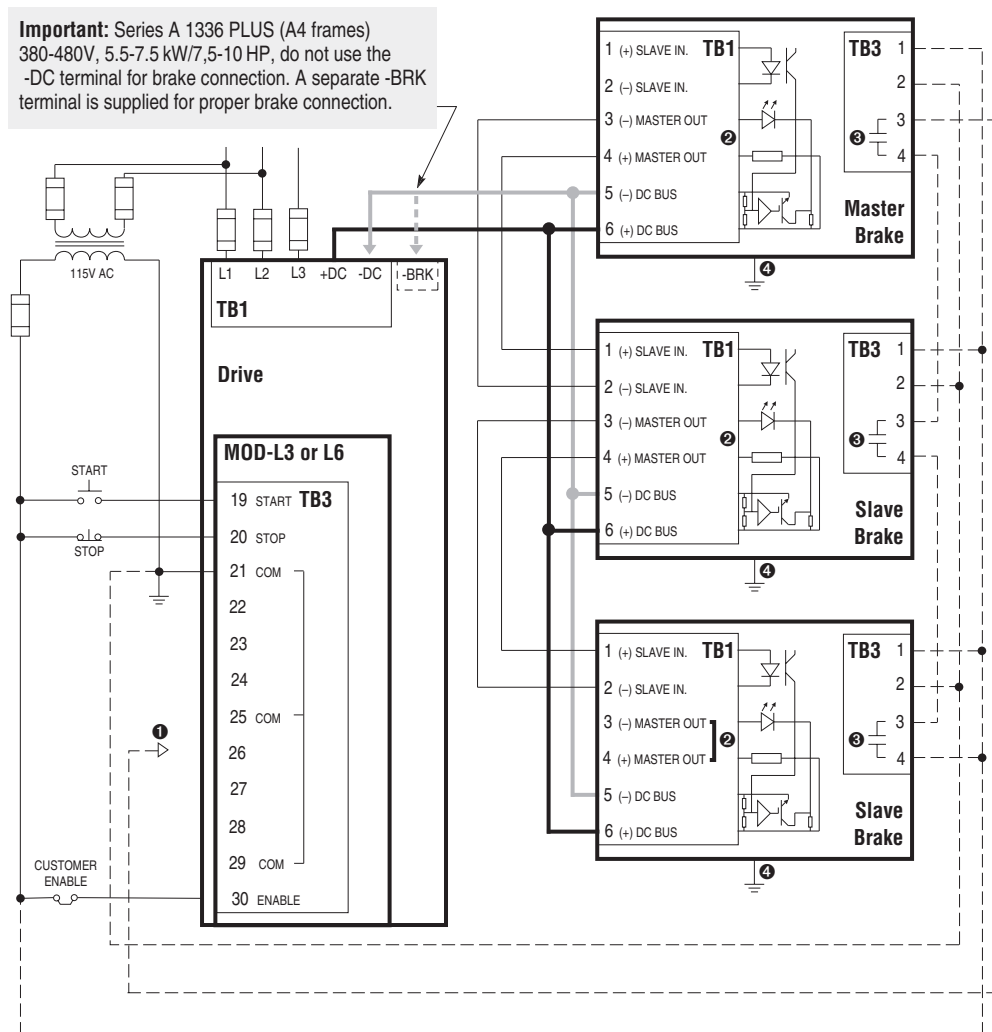 Important: Series A 1336 PLUS (A4 frames)
380-480V, 5.5-7.5 kW/7,5-10 HP, do not use the
-DC terminal for brake connection. A separate -BRK
terminal is supplied for proper brake connection.
115V AC
L1 L2 L3 +DC -DC -BRK
TB1
Drive
MOD-L3 or L6
START
19 START TB3
20 STOP
STOP
21 COM
22
23
24
25 COM
❶
26
27
28
29 COM
CUSTOMER
ENABLE
30 ENABLE
1 (+) SLAVE IN. TB1
2 (–) SLAVE IN.
3 (–) MASTER OUT
❷
4 (+) MASTER OUT
5 (–) DC BUS
6 (+) DC BUS
TB3 1
2
3
❸
4
Master
Brake
❹
1 (+) SLAVE IN. TB1
2 (–) SLAVE IN.
3 (–) MASTER OUT
❷
4 (+) MASTER OUT
5 (–) DC BUS
6 (+) DC BUS
TB3 1
2
3
❸
4
Slave
Brake
❹
1 (+) SLAVE IN. TB1
2 (–) SLAVE IN.
3 (–) MASTER OUT
❷
4 (+) MASTER OUT
5 (–) DC BUS
6 (+) DC BUS
TB3 1
2
3
❸
4
Slave
Brake
❹